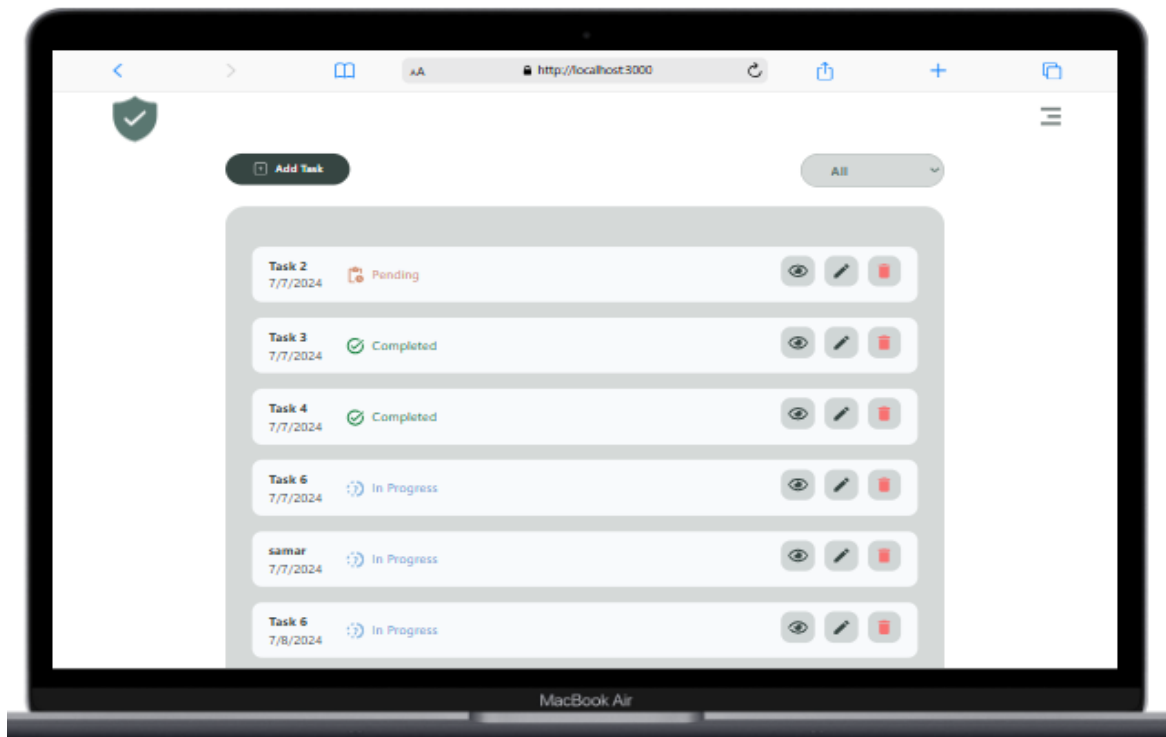 AA
http://localhost:3000
Add Task
All
Task 2
7/7/2024
Pending
Task 3
7/7/2024
Completed
Task 4
7/7/2024
Completed
Task 6
7/7/2024
In Progress
samar
7/7/2024
In Progress
Task 6
7/8/2024
In Progress
MacBook Air